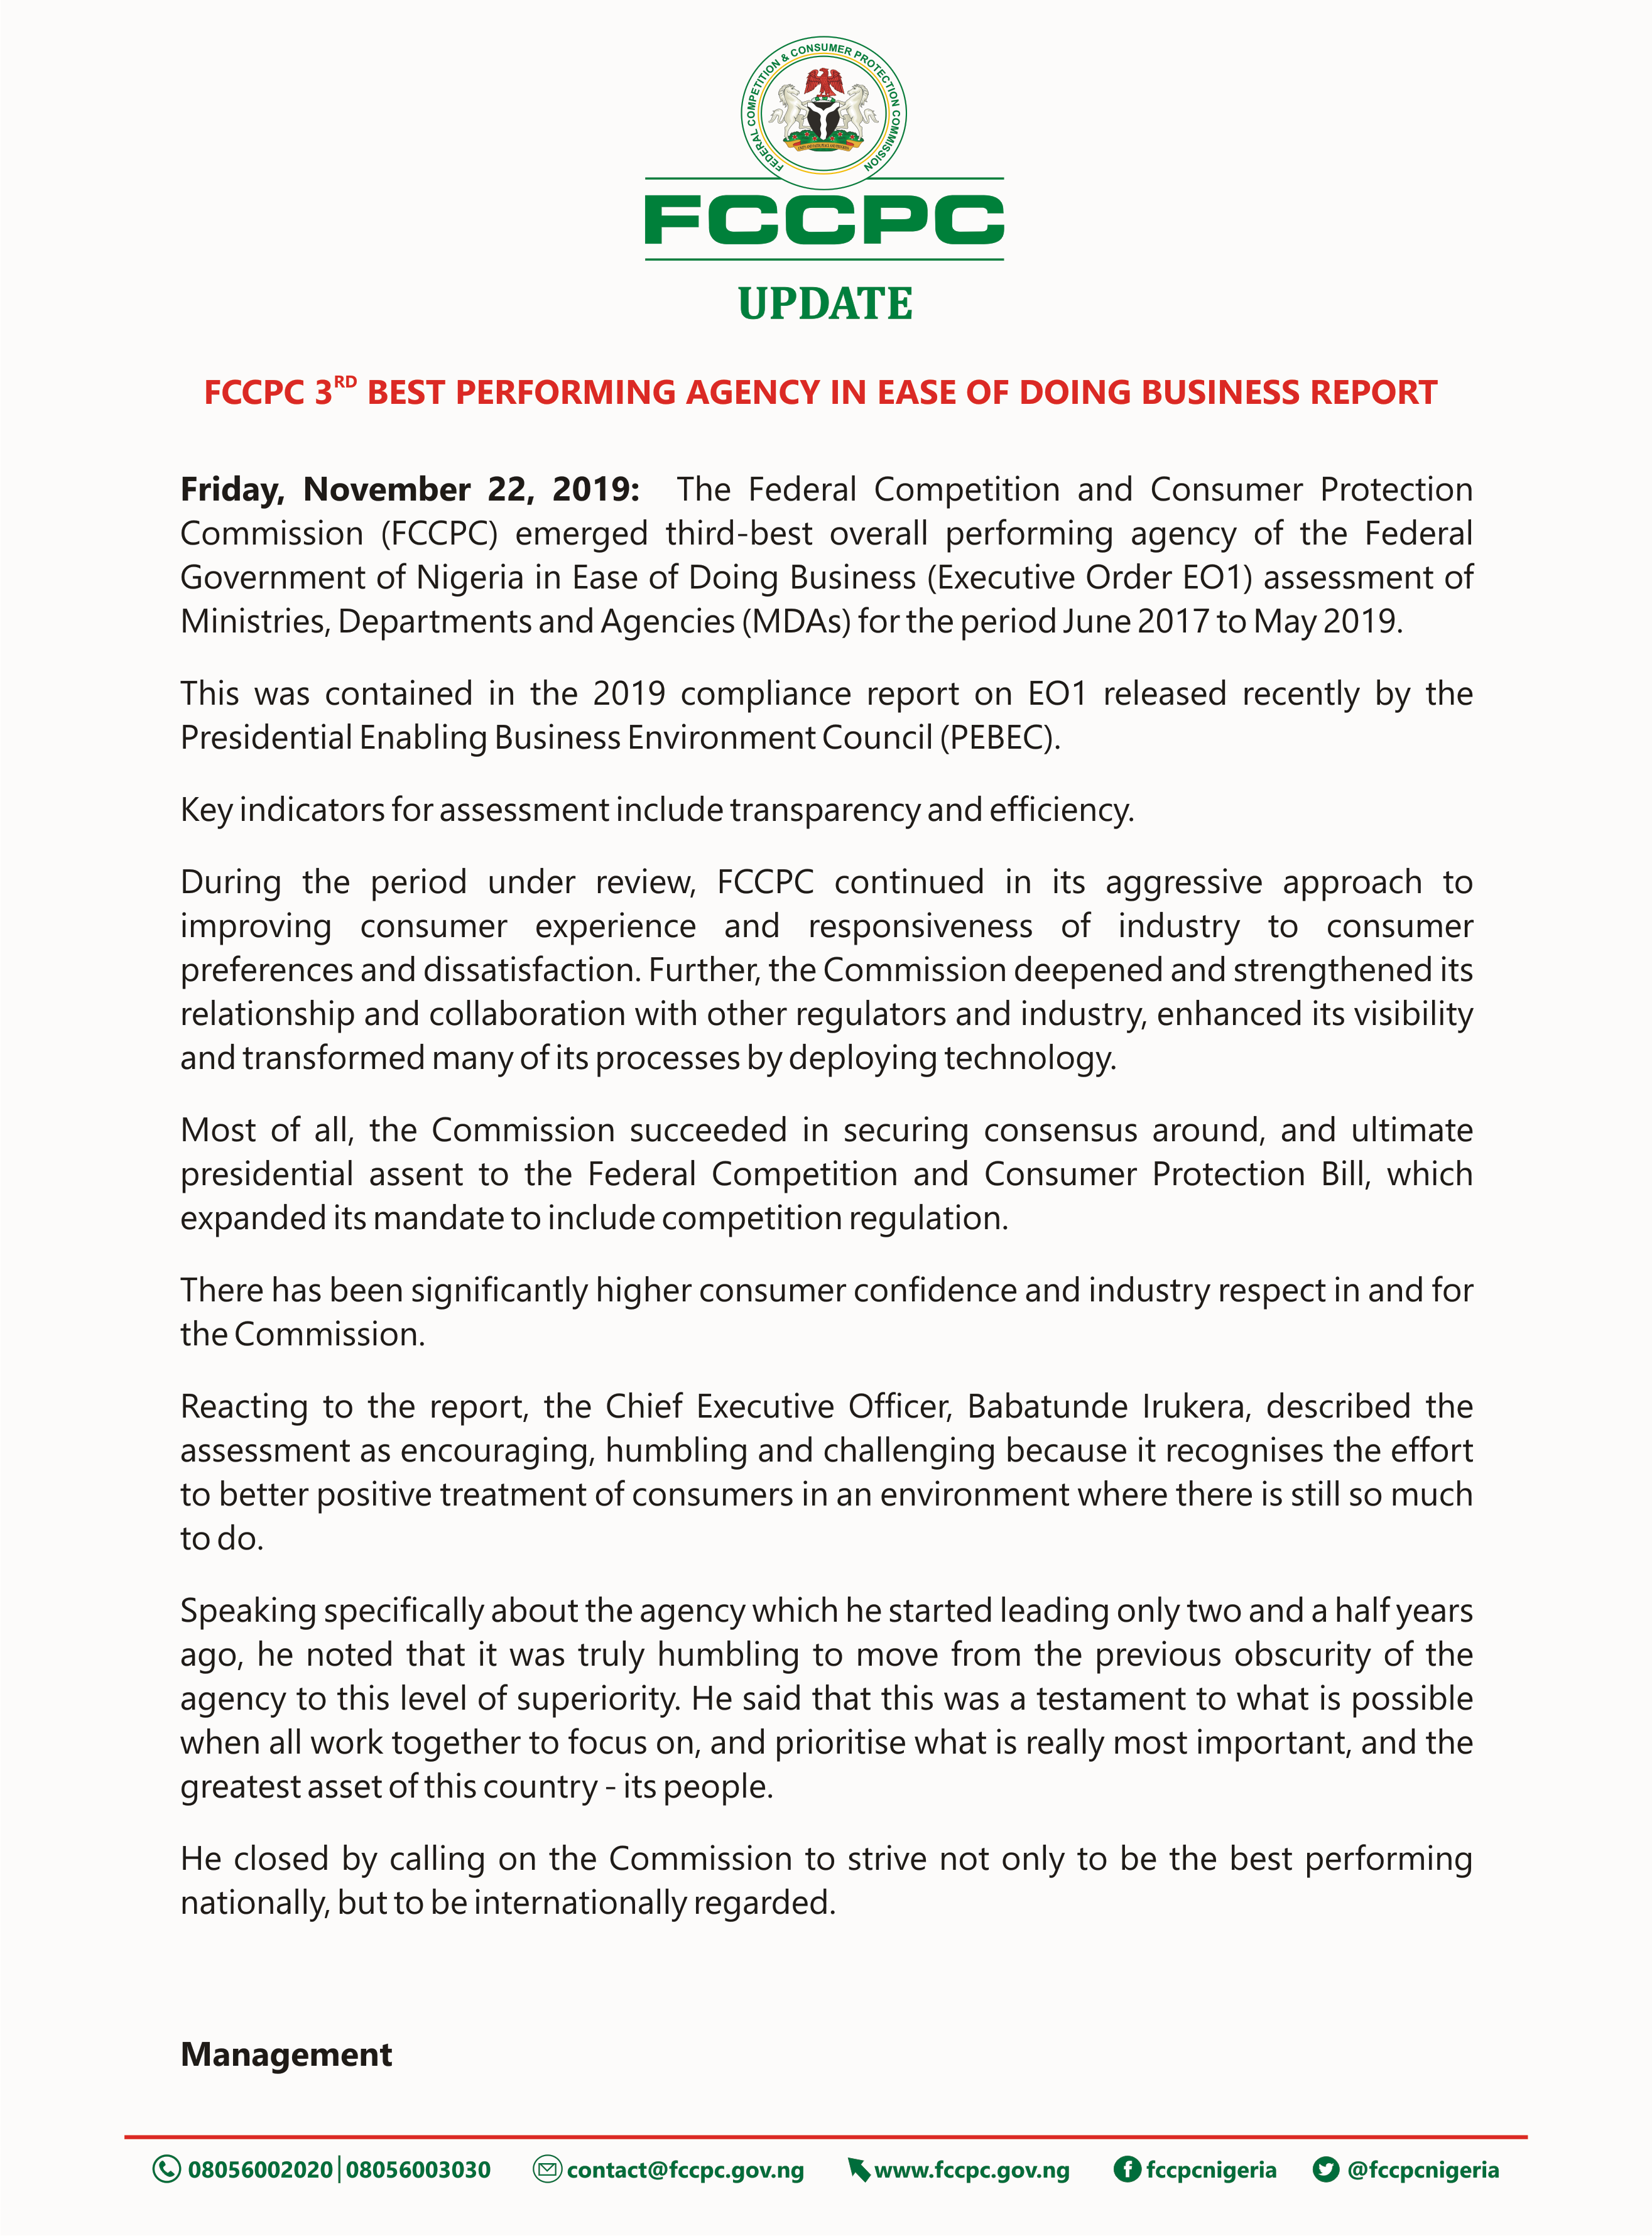 FEDERAL COMPETITION & CONSUMER PROTECTION COMMISSION
FCCPC
UPDATE
FCCPC 3RD BEST PERFORMING AGENCY IN EASE OF DOING BUSINESS REPORT
Friday, November 22, 2019: The Federal Competition and Consumer Protection
Commission (FCCPC) emerged third-best overall performing agency of the Federal
Government of Nigeria in Ease of Doing Business (Executive Order EO1) assessment of
Ministries, Departments and Agencies (MDAs) for the period June 2017 to May 2019.
This was contained in the 2019 compliance report on EO1 released recently by the
Presidential Enabling Business Environment Council (PEBEC).
Key indicators for assessment include transparency and efficiency.
During the period under review, FCCPC continued in its aggressive approach to
improving consumer experience and responsiveness of industry to consumer
preferences and dissatisfaction. Further, the Commission deepened and strengthened its
relationship and collaboration with other regulators and industry, enhanced its visibility
and transformed many of its processes by deploying technology.
Most of all, the Commission succeeded in securing consensus around, and ultimate
presidential assent to the Federal Competition and Consumer Protection Bill, which
expanded its mandate to include competition regulation.
There has been significantly higher consumer confidence and industry respect in and for
the Commission.
Reacting to the report, the Chief Executive Officer, Babatunde Irukera, described the
assessment as encouraging, humbling and challenging because it recognises the effort
to better positive treatment of consumers in an environment where there is still so much
to do.
Speaking specifically about the agency which he started leading only two and a half years
ago, he noted that it was truly humbling to move from the previous obscurity of the
agency to this level of superiority. He said that this was a testament to what is possible
when all work together to focus on, and prioritise what is really most important, and the
greatest asset of this country - its people.
He closed by calling on the Commission to strive not only to be the best performing
nationally, but to be internationally regarded.
Management
08056002020|08056003030 contact@fccpc.gov.ng www.fccpc.gov.ng fccpcnigeria @fccpcnigeria